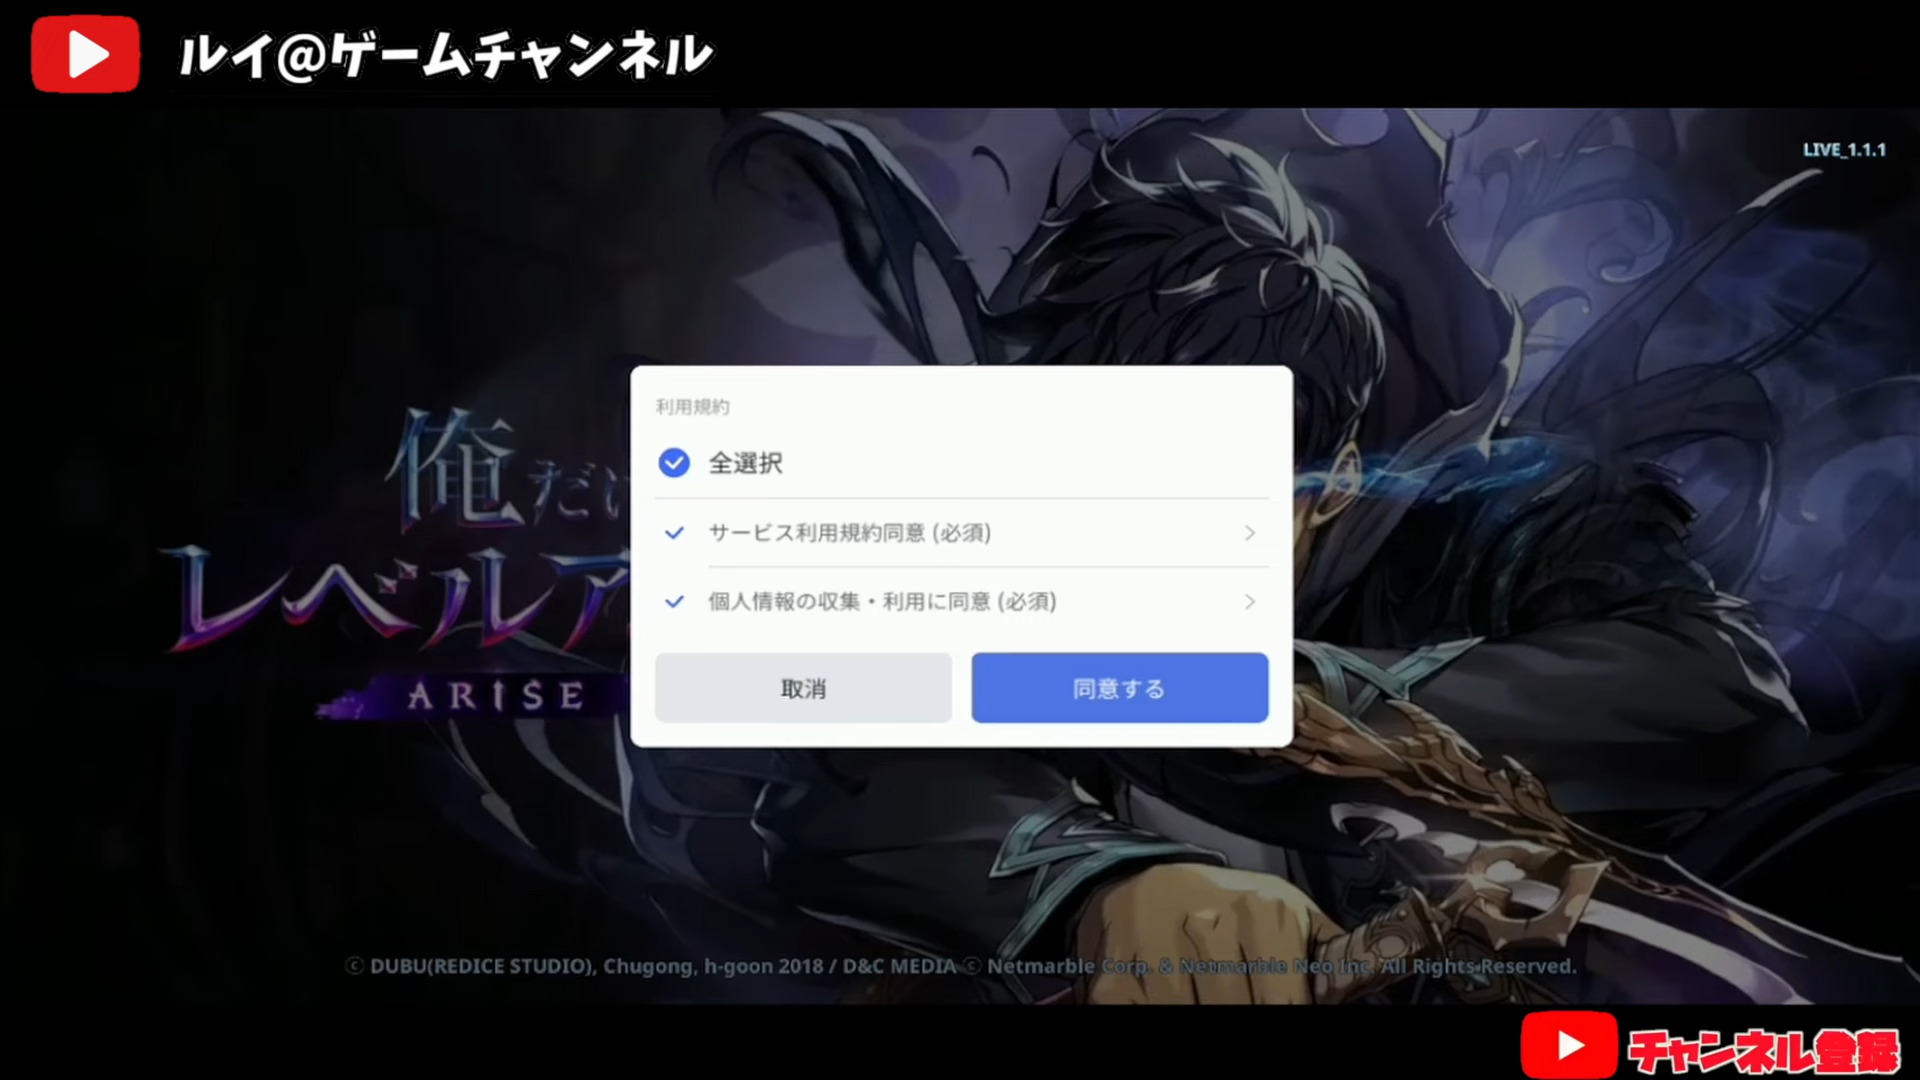 ルイ@ゲームチャンネル
LIVE_1.1.1
利用規約
全選択
サービス利用規約同意 (必須)
個人情報の収集・利用に同意 (必須)
取消
同意する
俺だけ
レベルア
ARISE
ⓒ DUBU(REDICE STUDIO), Chugong, h-goon 2018 / D&C MEDIA ⓒ Netmarble Corp. & Netmarble Neo Inc. All Rights Reserved.
チャンネル登録